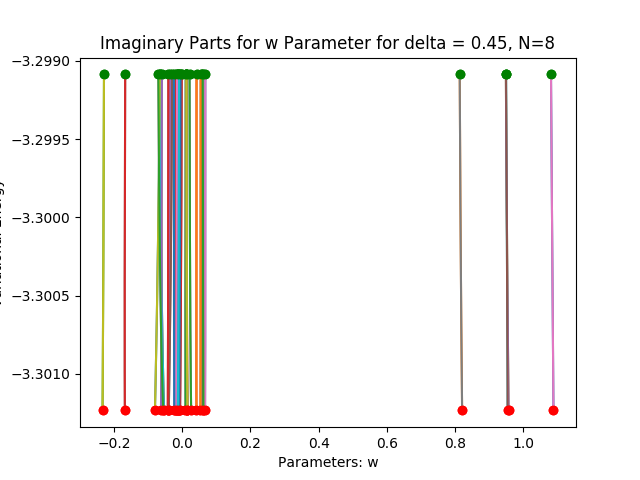 Imaginary Parts for w Parameter for delta = 0.45, N=8
−3.2990
−3.2995
−3.3000
−3.3005
−3.3010
−0.2 0.0 0.2 0.4 0.6 0.8 1.0
Parameters: w